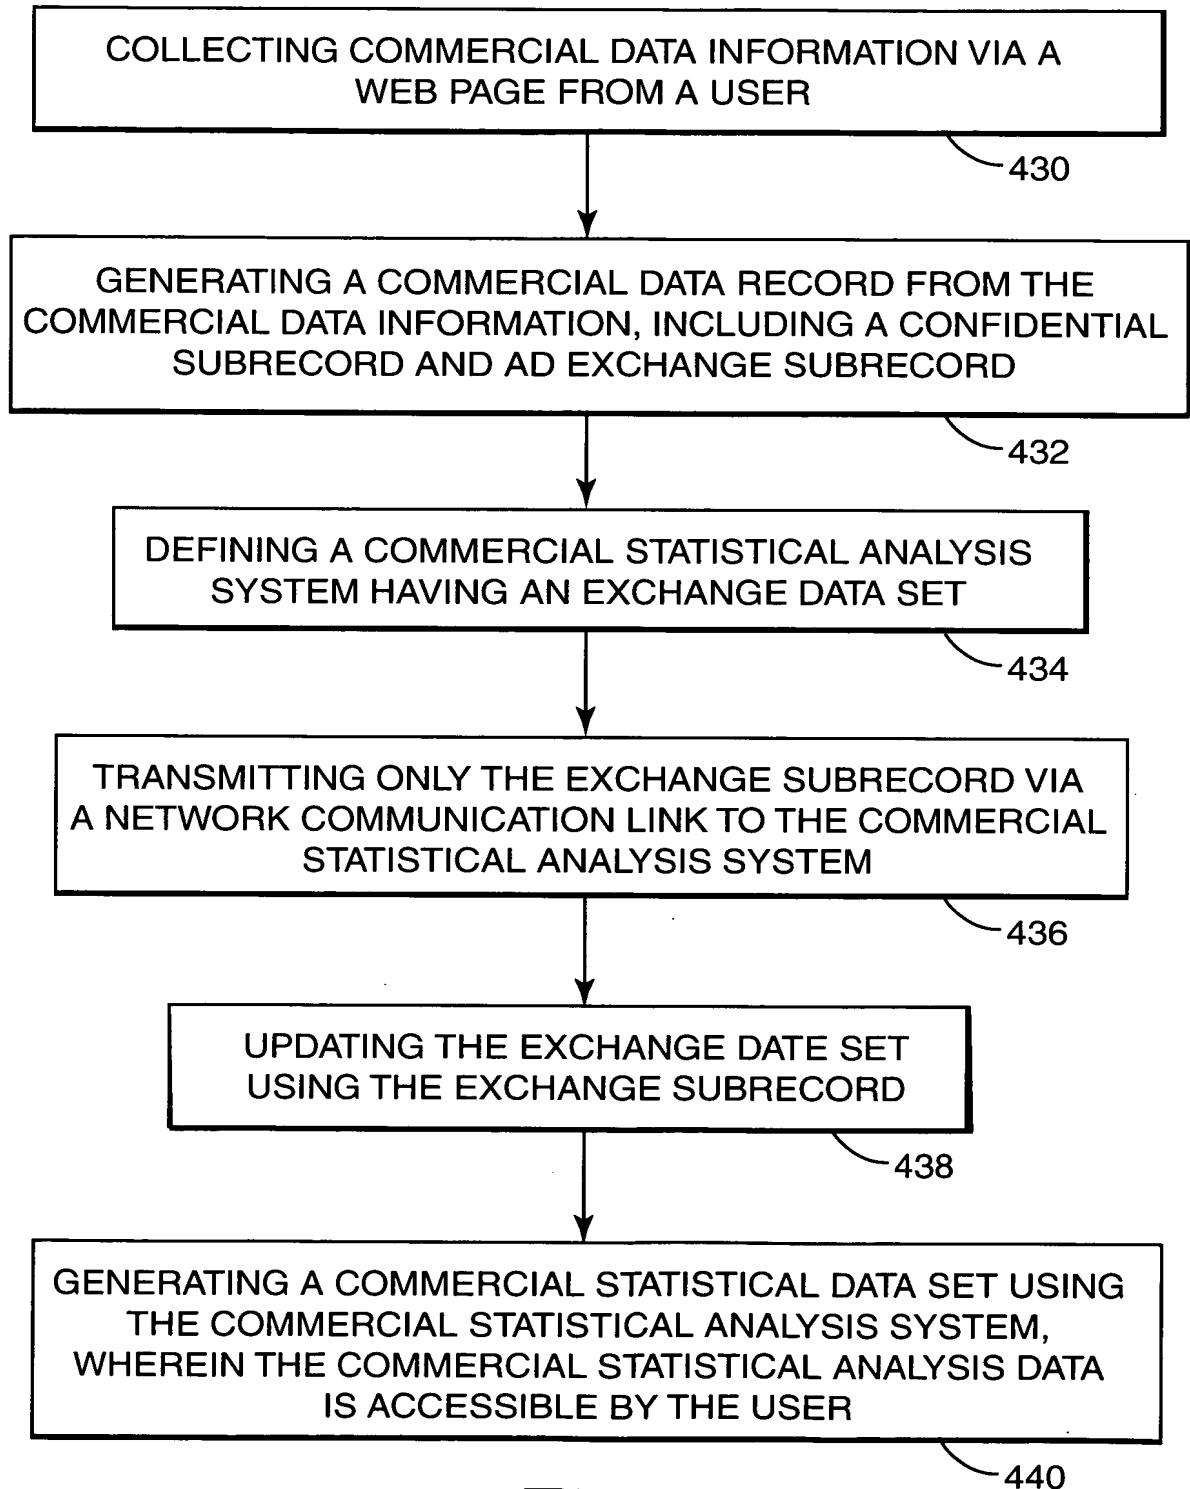 COLLECTING COMMERCIAL DATA INFORMATION VIA A
WEB PAGE FROM A USER
430
GENERATING A COMMERCIAL DATA RECORD FROM THE
COMMERCIAL DATA INFORMATION, INCLUDING A CONFIDENTIAL
SUBRECORD AND AD EXCHANGE SUBRECORD
432
DEFINING A COMMERCIAL STATISTICAL ANALYSIS
SYSTEM HAVING AN EXCHANGE DATA SET
434
TRANSMITTING ONLY THE EXCHANGE SUBRECORD VIA
A NETWORK COMMUNICATION LINK TO THE COMMERCIAL
STATISTICAL ANALYSIS SYSTEM
436
UPDATING THE EXCHANGE DATE SET
USING THE EXCHANGE SUBRECORD
438
GENERATING A COMMERCIAL STATISTICAL DATA SET USING
THE COMMERCIAL STATISTICAL ANALYSIS SYSTEM,
WHEREIN THE COMMERCIAL STATISTICAL ANALYSIS DATA
IS ACCESSIBLE BY THE USER
440